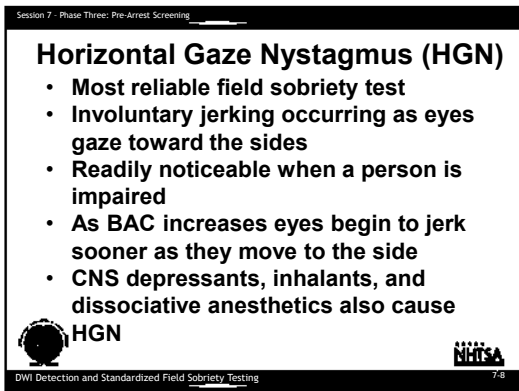 Session 7 - Phase Three: Pre-Arrest Screening
Horizontal Gaze Nystagmus (HGN)
• Most reliable field sobriety test
• Involuntary jerking occurring as eyes
gaze toward the sides
• Readily noticeable when a person is
impaired
• As BAC increases eyes begin to jerk
sooner as they move to the side
• CNS depressants, inhalants, and
dissociative anesthetics also cause
HGN
NHTSA
DWI Detection and Standardized Field Sobriety Testing
7-8